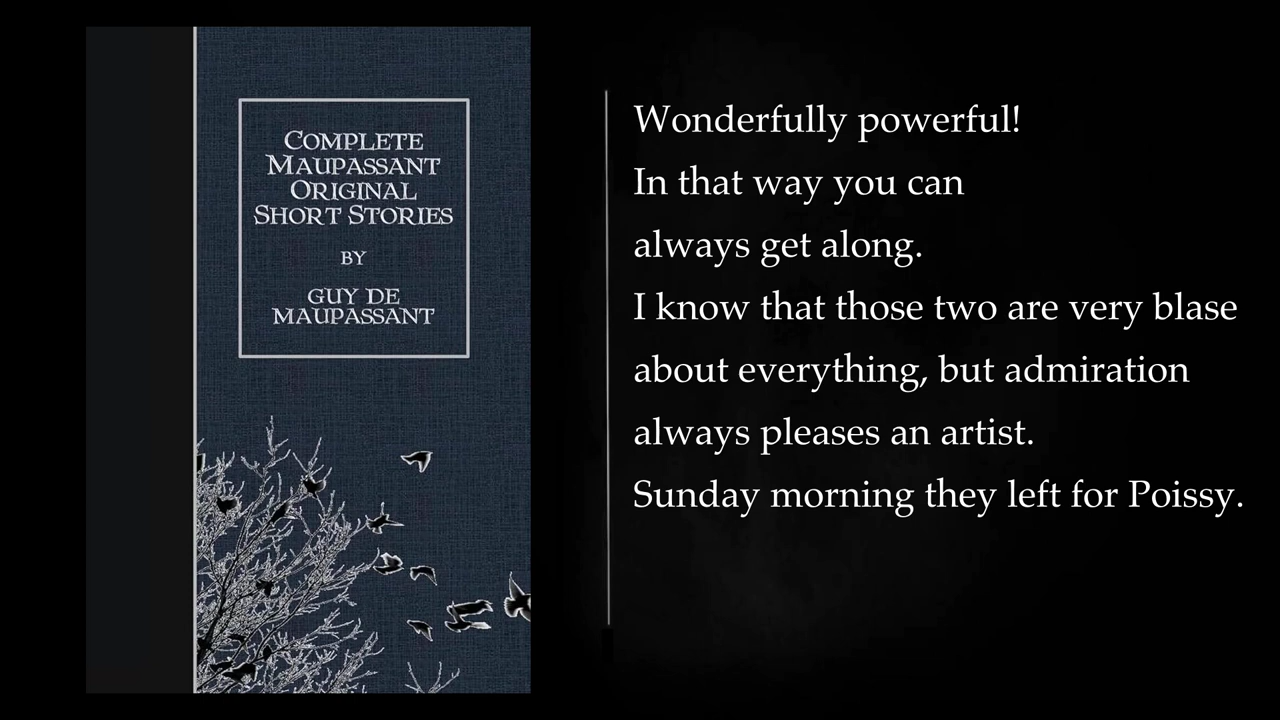 COMPLETE
MAUPASSANT
ORIGINAL
SHORT STORIES
BY
GUY DE
MAUPASSANT
Wonderfully powerful!
In that way you can
always get along.
I know that those two are very blase
about everything, but admiration
always pleases an artist.
Sunday morning they left for Poissy.